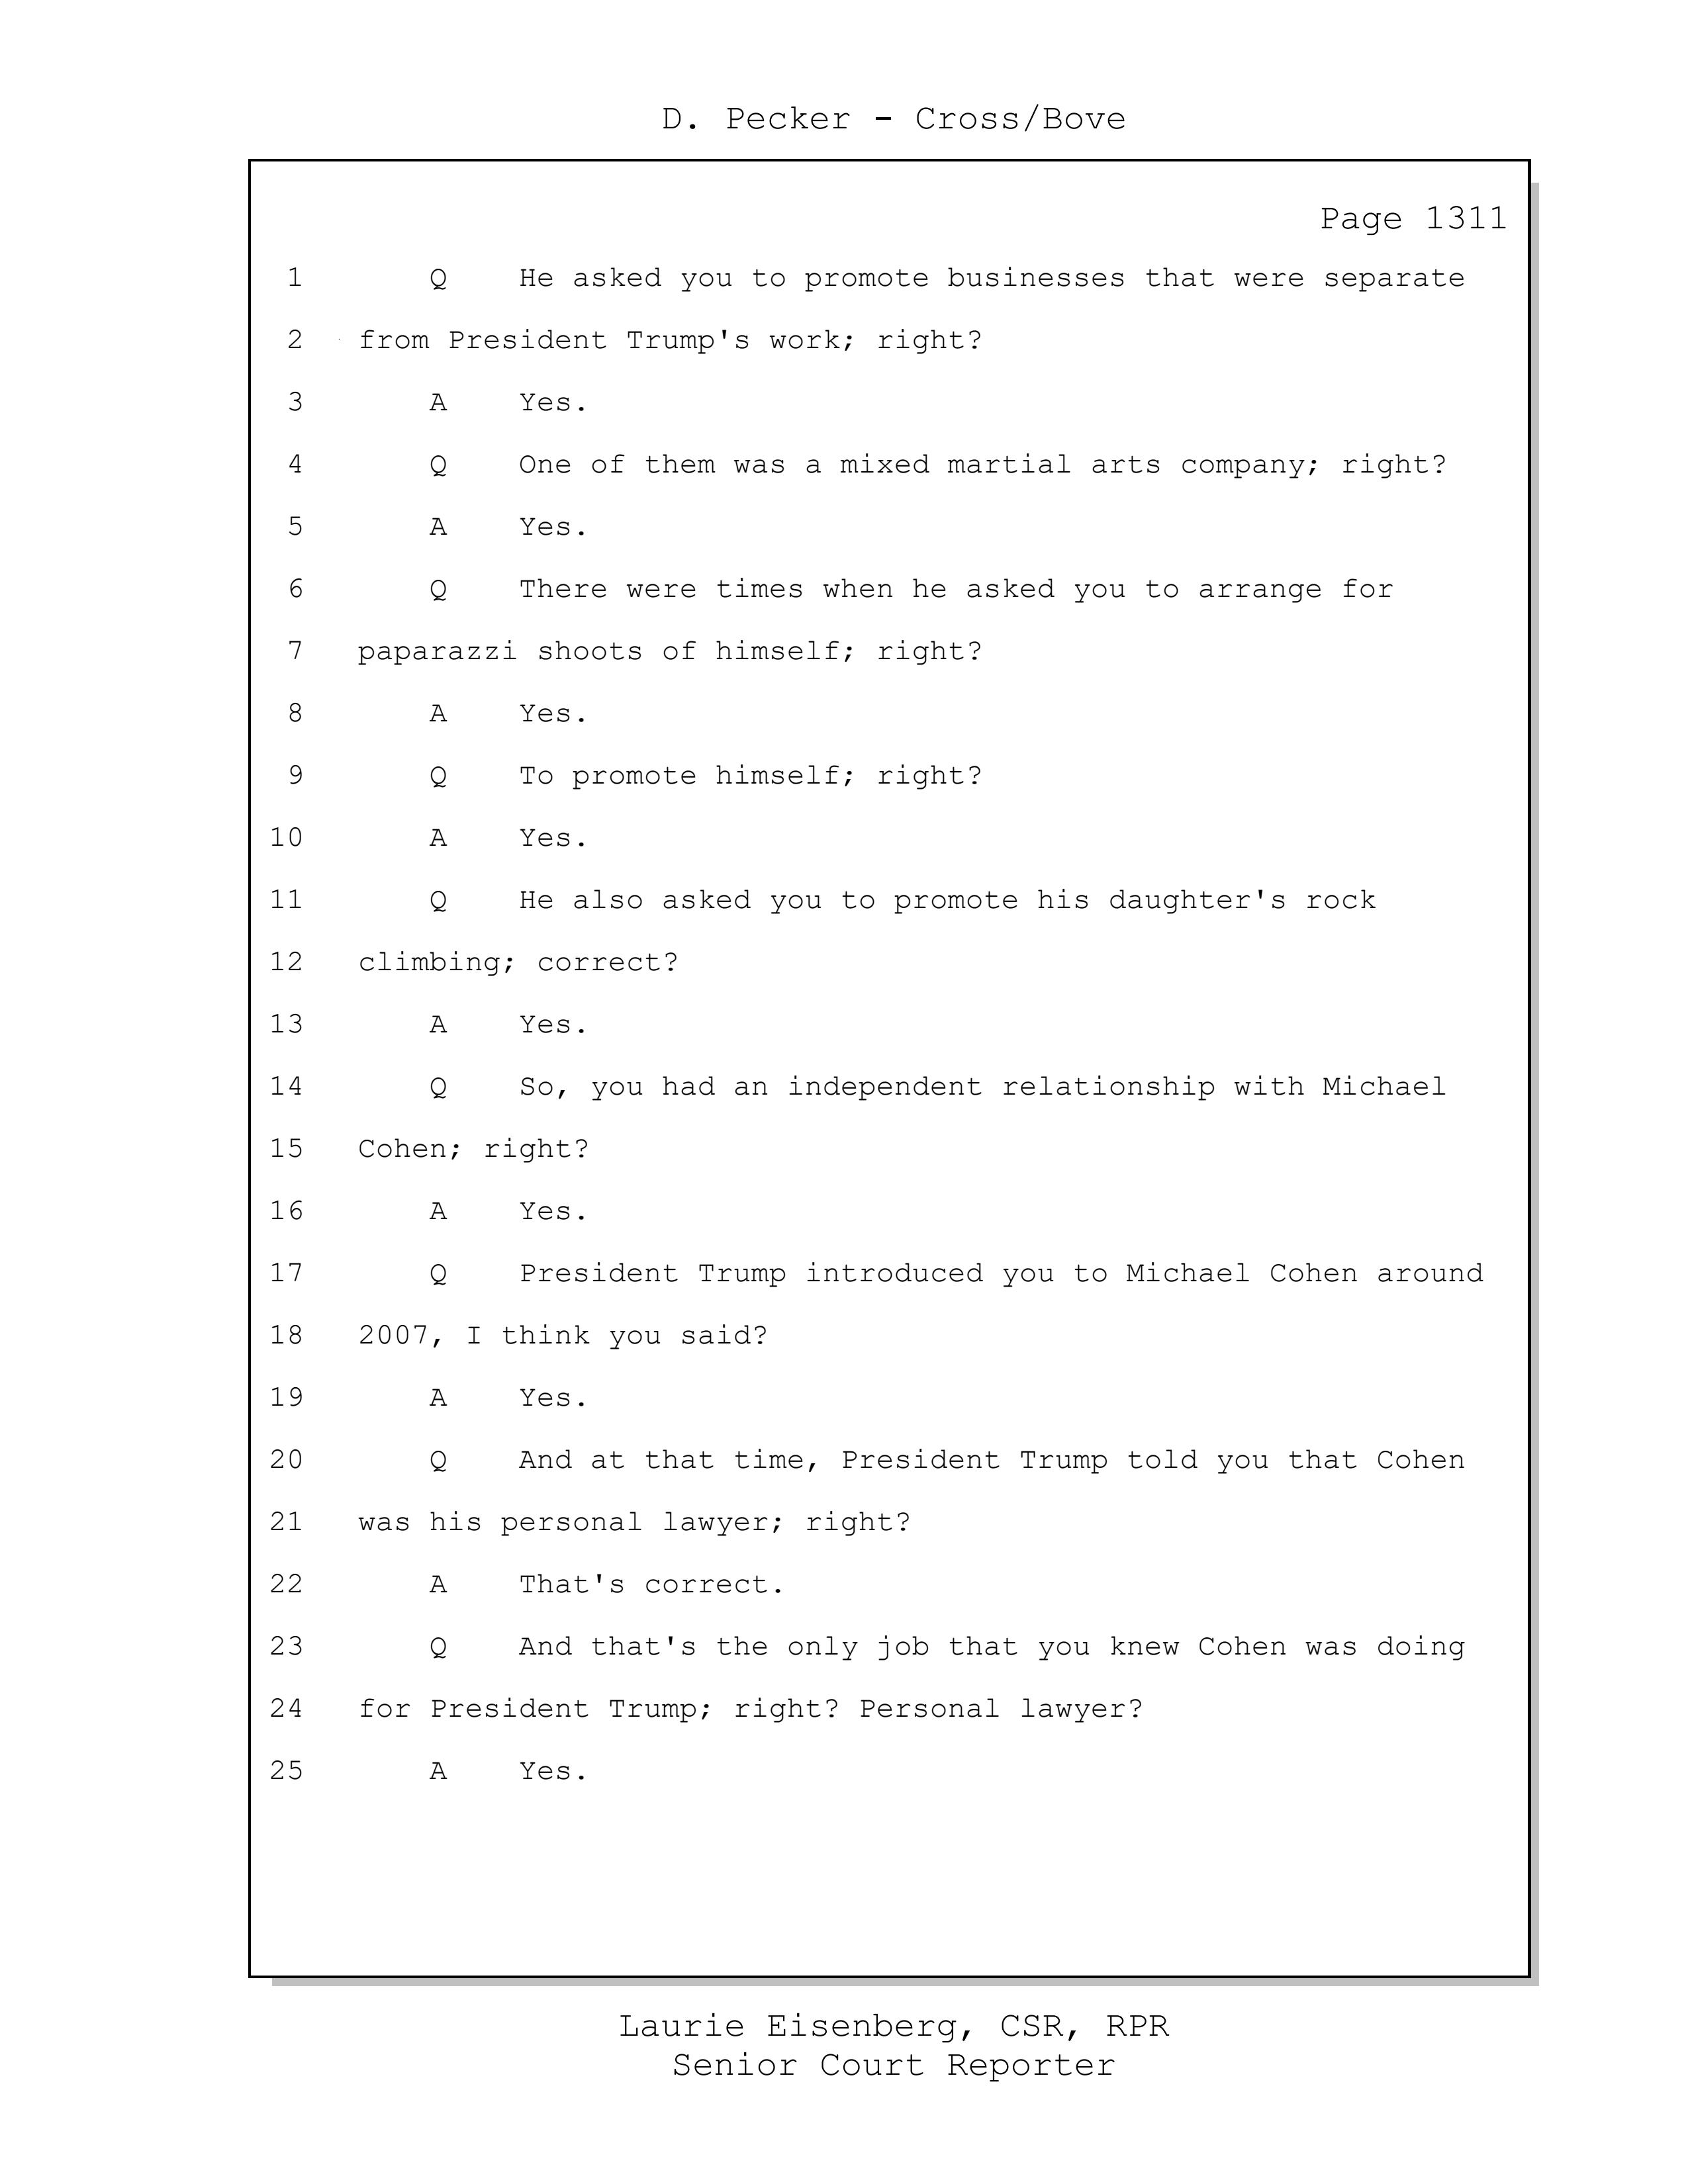 D. Pecker - Cross/Bove
Page 1311
1 Q He asked you to promote businesses that were separate
2 from President Trump's work; right?
3 A Yes.
4 Q One of them was a mixed martial arts company; right?
5 A Yes.
6 Q There were times when he asked you to arrange for
7 paparazzi shoots of himself; right?
8 A Yes.
9 Q To promote himself; right?
10 A Yes.
11 Q He also asked you to promote his daughter's rock
12 climbing; correct?
13 A Yes.
14 Q So, you had an independent relationship with Michael
15 Cohen; right?
16 A Yes.
17 Q President Trump introduced you to Michael Cohen around
18 2007, I think you said?
19 A Yes.
20 Q And at that time, President Trump told you that Cohen
21 was his personal lawyer; right?
22 A That's correct.
23 Q And that's the only job that you knew Cohen was doing
24 for President Trump; right? Personal lawyer?
25 A Yes.
Laurie Eisenberg, CSR, RPR
Senior Court Reporter